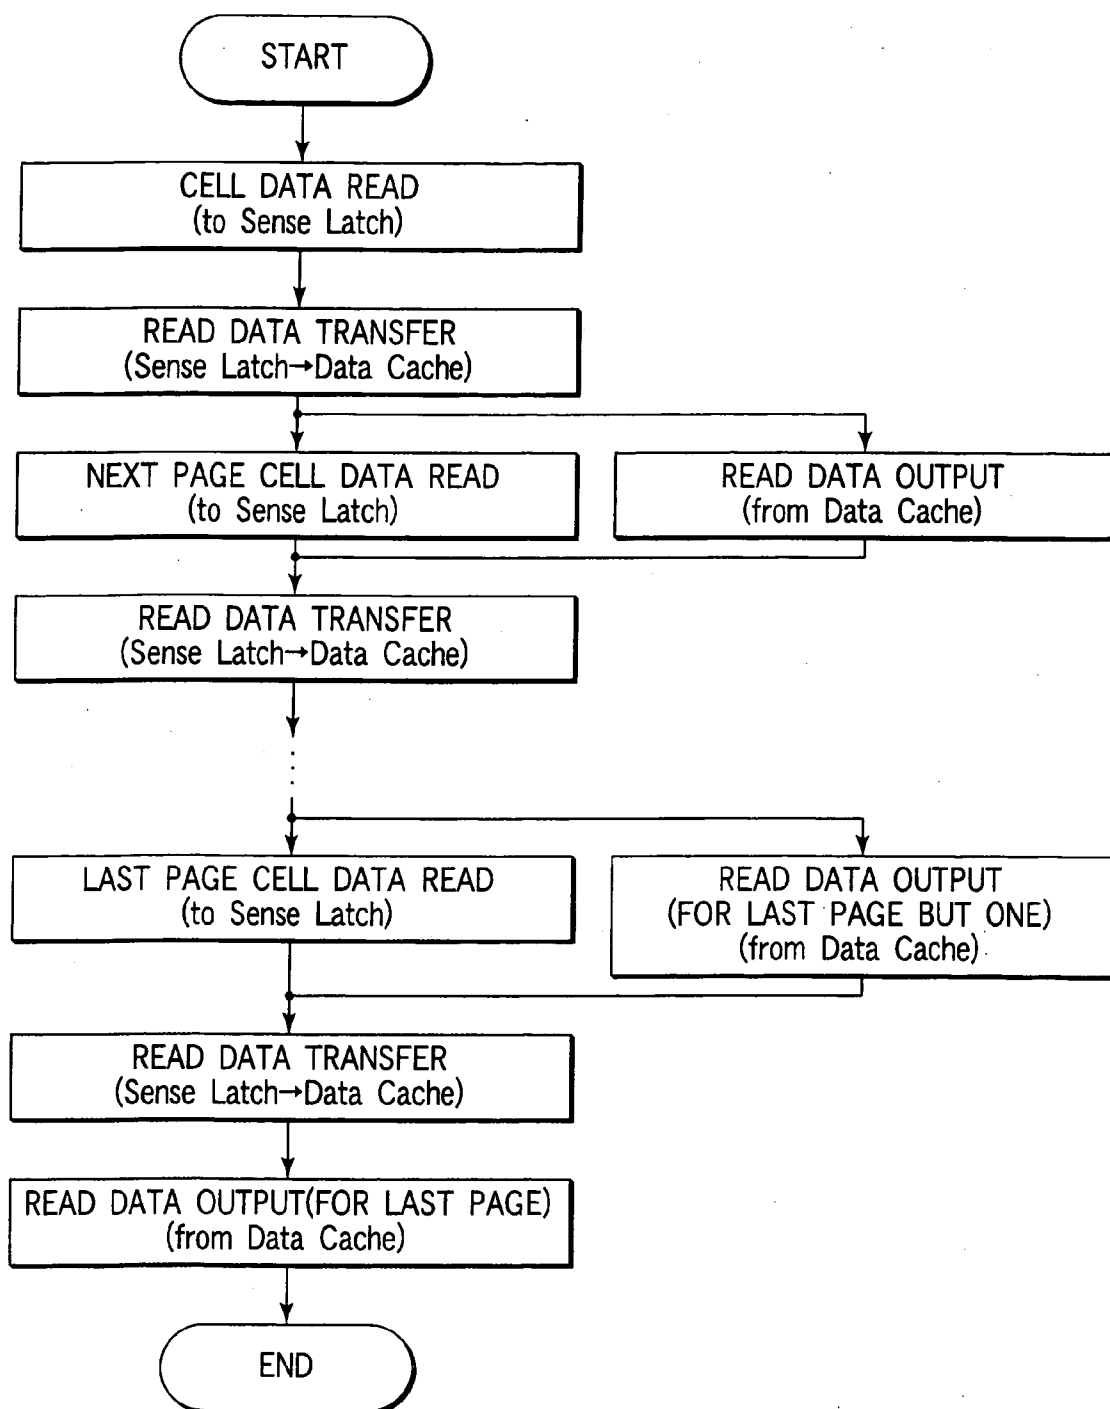 START
CELL DATA READ
(to Sense Latch)
READ DATA TRANSFER
(Sense Latch→Data Cache)
NEXT PAGE CELL DATA READ
(to Sense Latch)
READ DATA OUTPUT
(from Data Cache)
READ DATA TRANSFER
(Sense Latch→Data Cache)
LAST PAGE CELL DATA READ
(to Sense Latch)
READ DATA OUTPUT
(FOR LAST PAGE BUT ONE)
(from Data Cache)
READ DATA TRANSFER
(Sense Latch→Data Cache)
READ DATA OUTPUT(FOR LAST PAGE)
(from Data Cache)
END